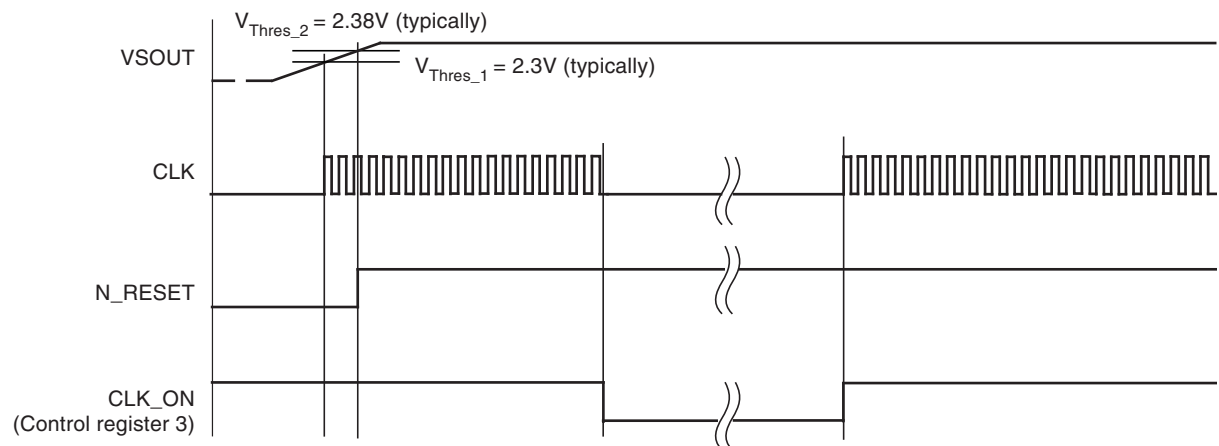 V_Thres_2 = 2.38V (typically)
VSOUT
V_Thres_1 = 2.3V (typically)
CLK
N_RESET
CLK_ON
(Control register 3)